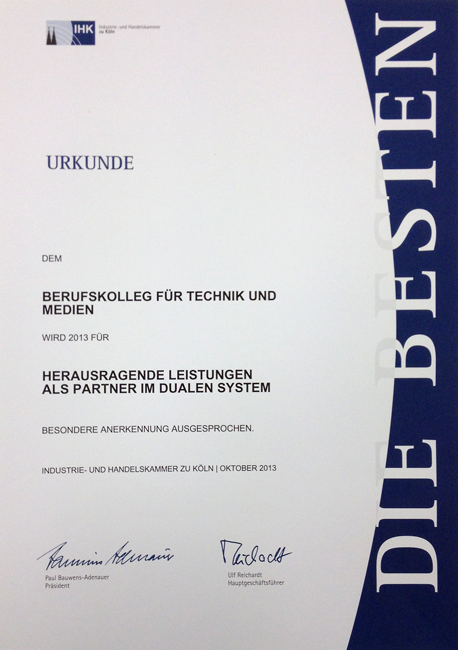 IHK Industrie- und Handelskammer
zu Köln
URKUNDE
DEM
BERUFSKOLLEG FÜR TECHNIK UND
MEDIEN
WIRD 2013 FÜR
HERAUSRAGENDE LEISTUNGEN
ALS PARTNER IM DUALEN SYSTEM
BESONDERE ANERKENNUNG AUSGESPROCHEN.
INDUSTRIE- UND HANDELSKAMMER ZU KÖLN | OKTOBER 2013
Paul Bauwens-Adenauer
Präsident
Ulf Reichardt
Hauptgeschäftsführer
DIE BESTEN